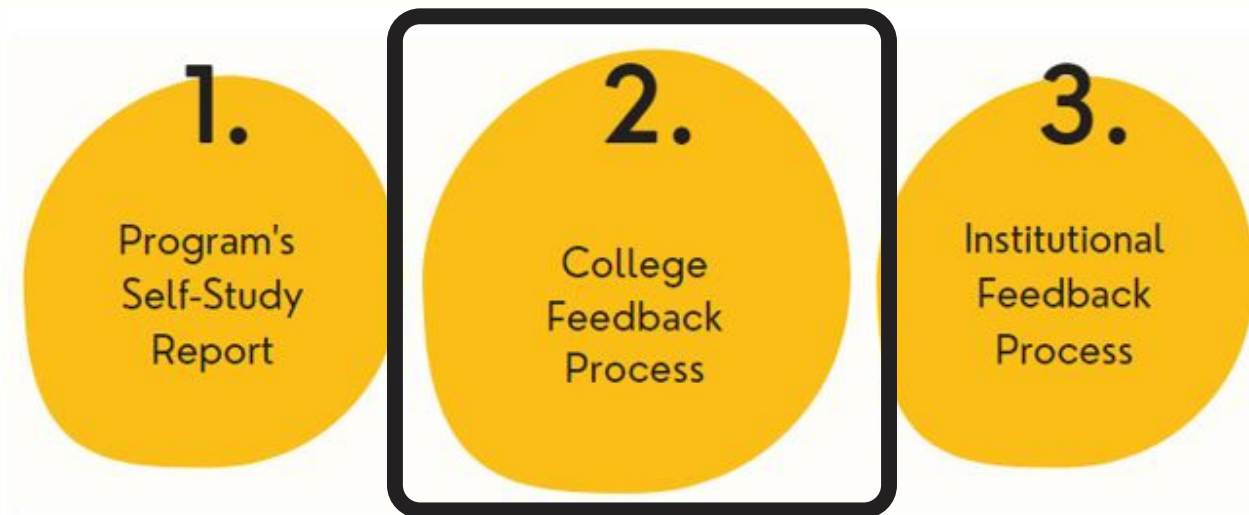 1.
Program's
Self-Study
Report
2.
College
Feedback
Process
3.
Institutional
Feedback
Process